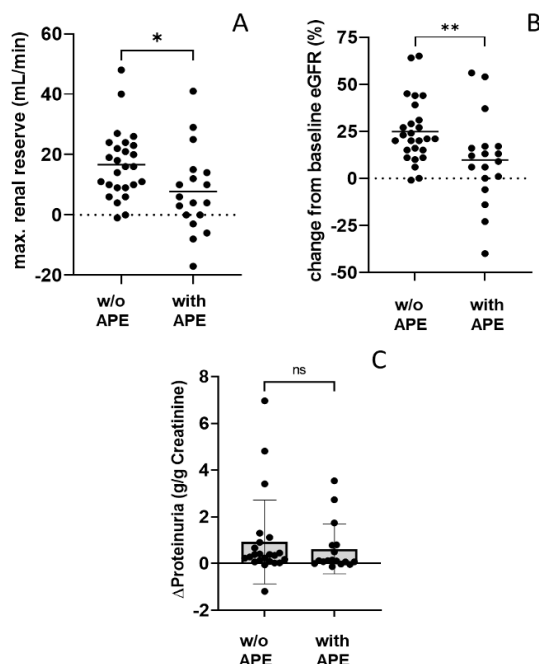 A
max. renal reserve (mL/min)
60
40
20
0
-20
*
w/o
APE
with
APE
B
change from baseline eGFR (%)
75
50
25
0
-25
-50
**
w/o
APE
with
APE
C
ΔProteinuria (g/g Creatinine)
8
6
4
2
0
-2
ns
w/o
APE
with
APE